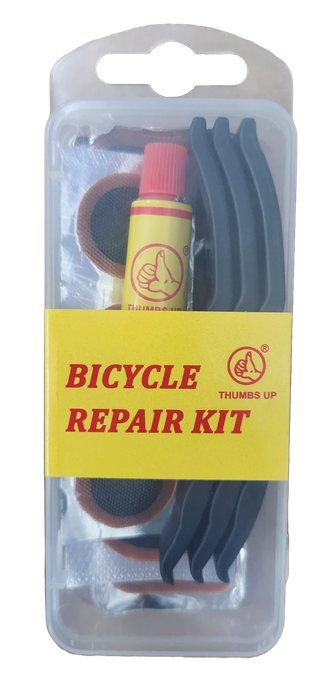 ®
THUMBS UP
BICYCLE
REPAIR KIT
®
THUMBS UP